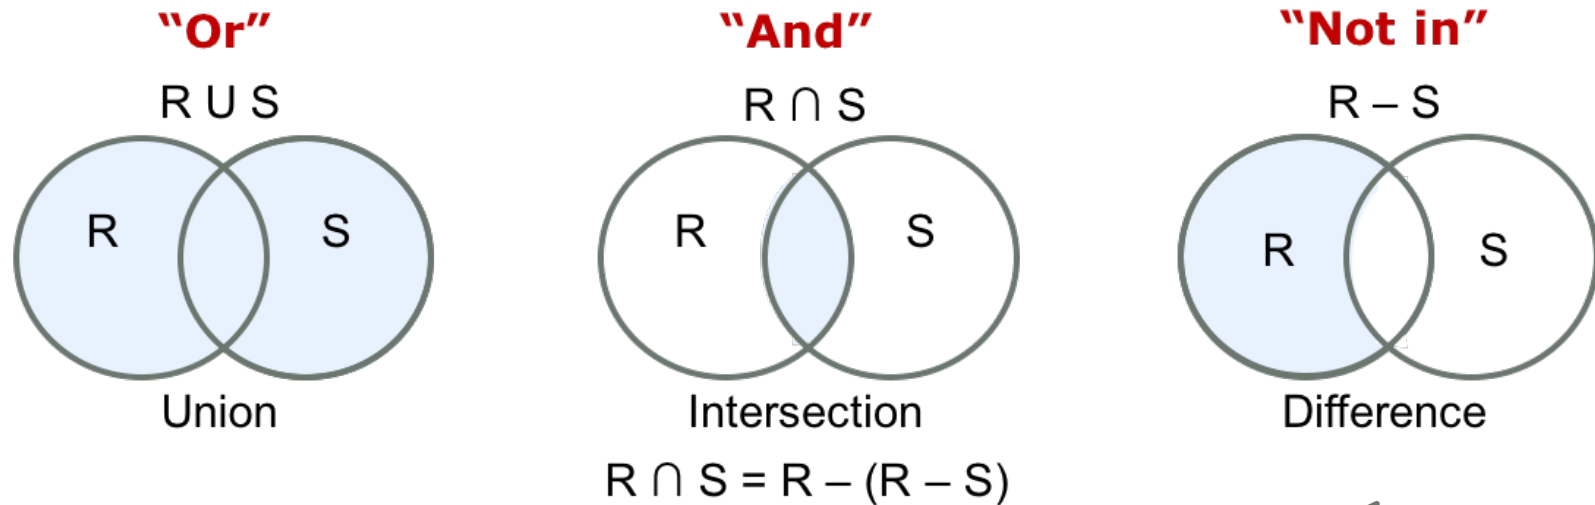 “Or”
R U S
R
S
Union
“And”
R ∩ S
R
S
Intersection
R ∩ S = R – (R – S)
“Not in”
R – S
R
S
Difference